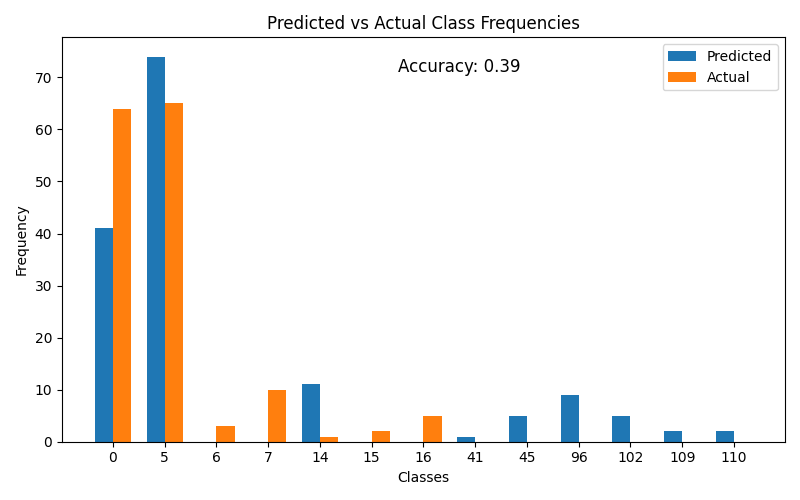 Predicted vs Actual Class Frequencies
Accuracy: 0.39
Predicted
Actual
Frequency
70
60
50
40
30
20
10
0
0 5 6 7 14 15 16 41 45 96 102 109 110
Classes